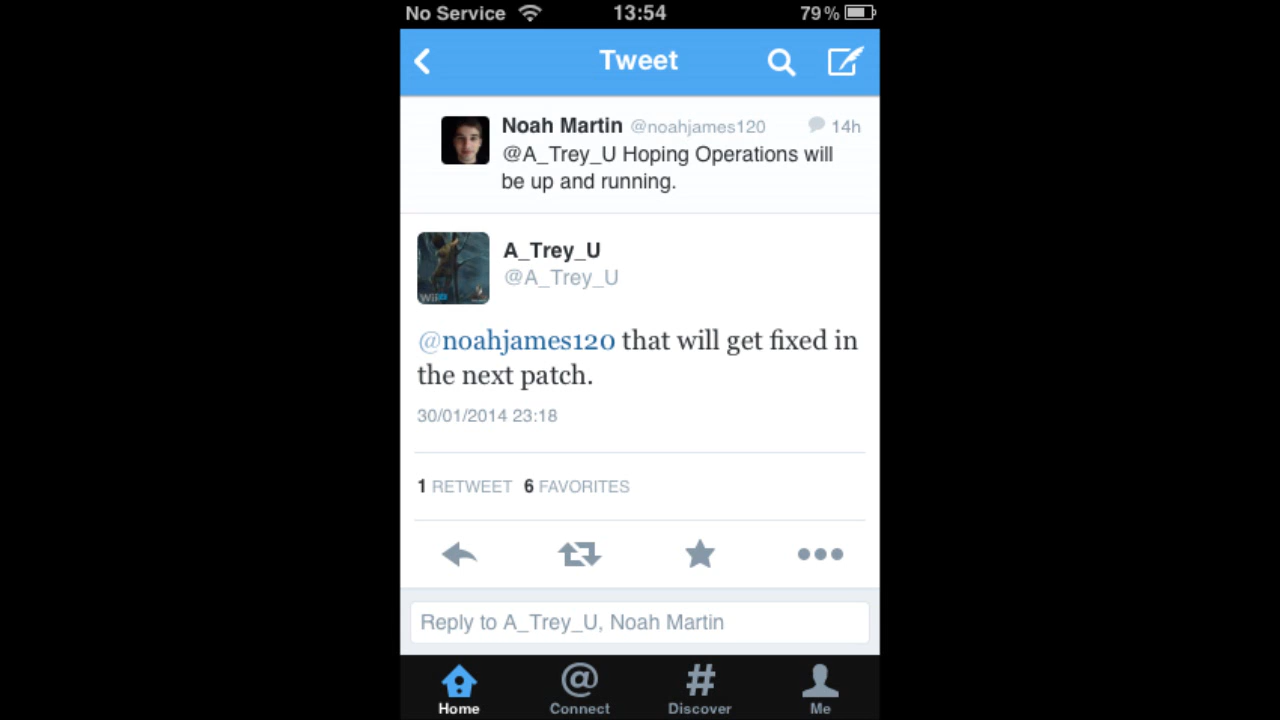 No Service 13:54 79%
Tweet
Noah Martin @noahjames120 14h
@A_Trey_U Hoping Operations will
be up and running.
A_Trey_U
@A_Trey_U
WiiU
@noahjames120 that will get fixed in
the next patch.
30/01/2014 23:18
1 RETWEET 6 FAVORITES
Reply to A_Trey_U, Noah Martin
Home Connect Discover Me